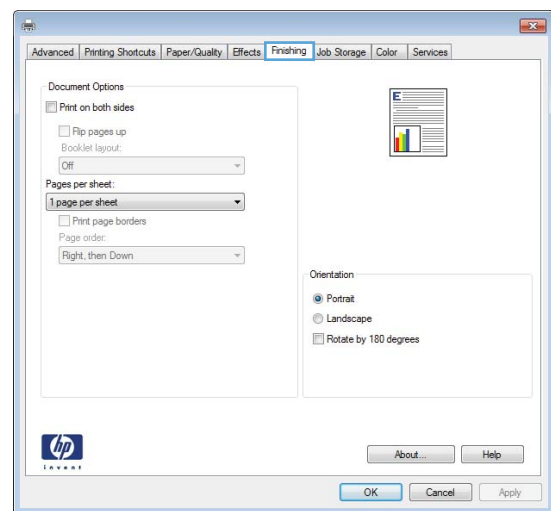 Advanced Printing Shortcuts Paper/Quality Effects Finishing Job Storage Color Services
Document Options
Print on both sides
Flip pages up
Booklet layout:
Off
Pages per sheet:
1 page per sheet
Print page borders
Page order:
Right, then Down
E
Orientation
Portrait
Landscape
Rotate by 180 degrees
hp
invent
About... Help
OK Cancel Apply